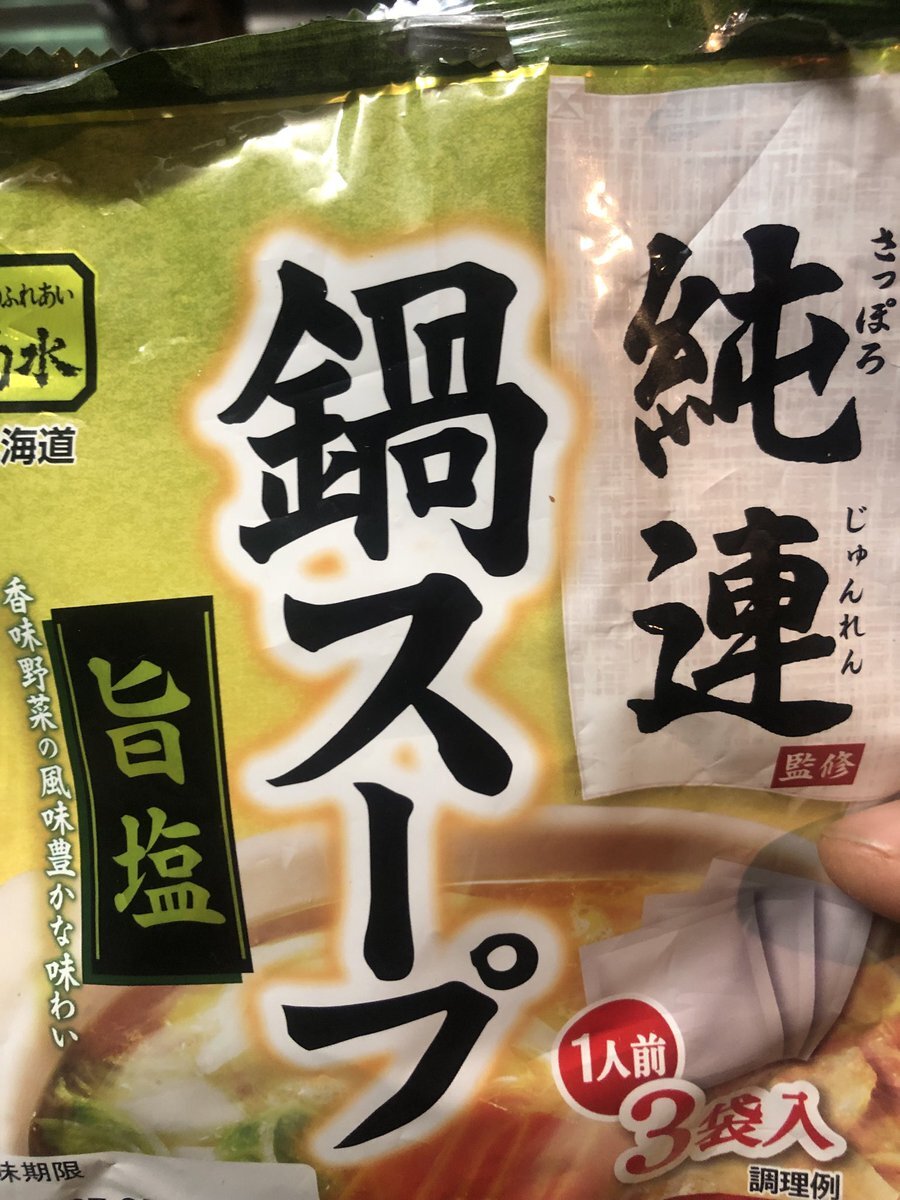 さっぽろ
純連
じゅんれん
監修
鍋スープ
旨塩
香味野菜の風味豊かな味わい
ふれあい
水
海道
1人前
3袋入
調理例
味期限